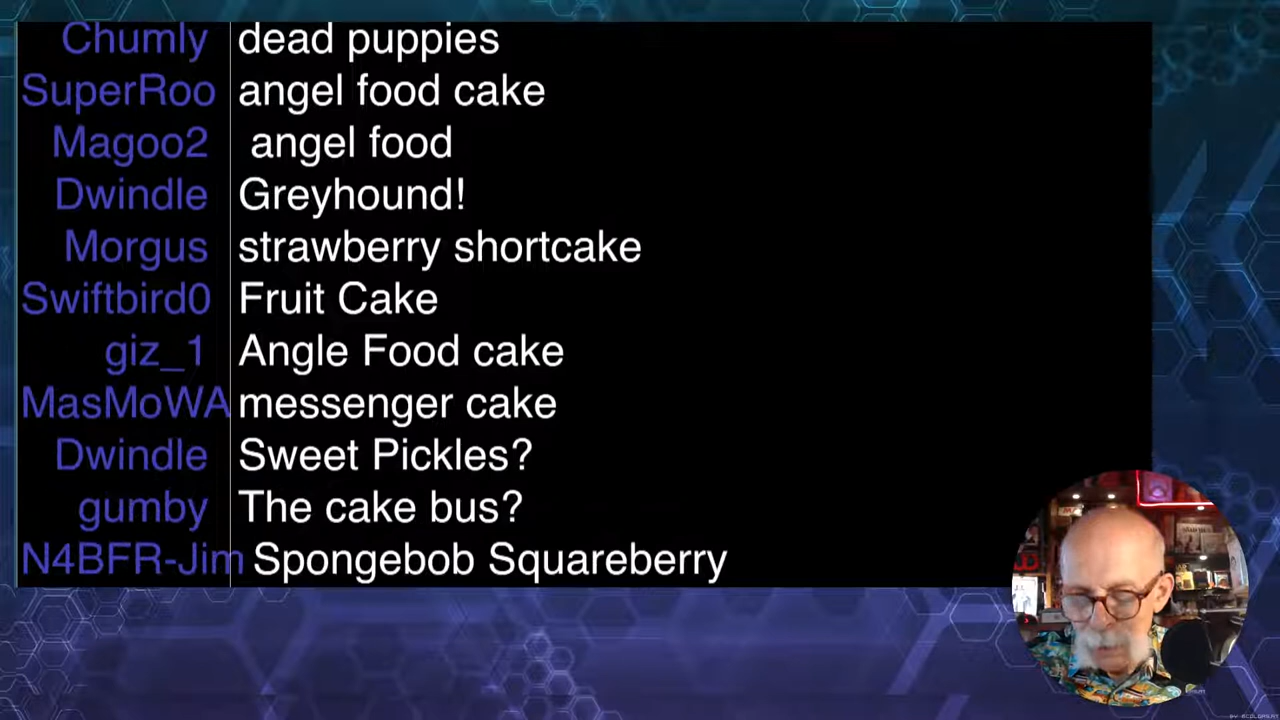 Chumly dead puppies
SuperRoo angel food cake
Magoo2 angel food
Dwindle Greyhound!
Morgus strawberry shortcake
Swiftbird0 Fruit Cake
giz_1 Angle Food cake
MasMoWA messenger cake
Dwindle Sweet Pickles?
gumby The cake bus?
N4BFR-Jim Spongebob Squareberry